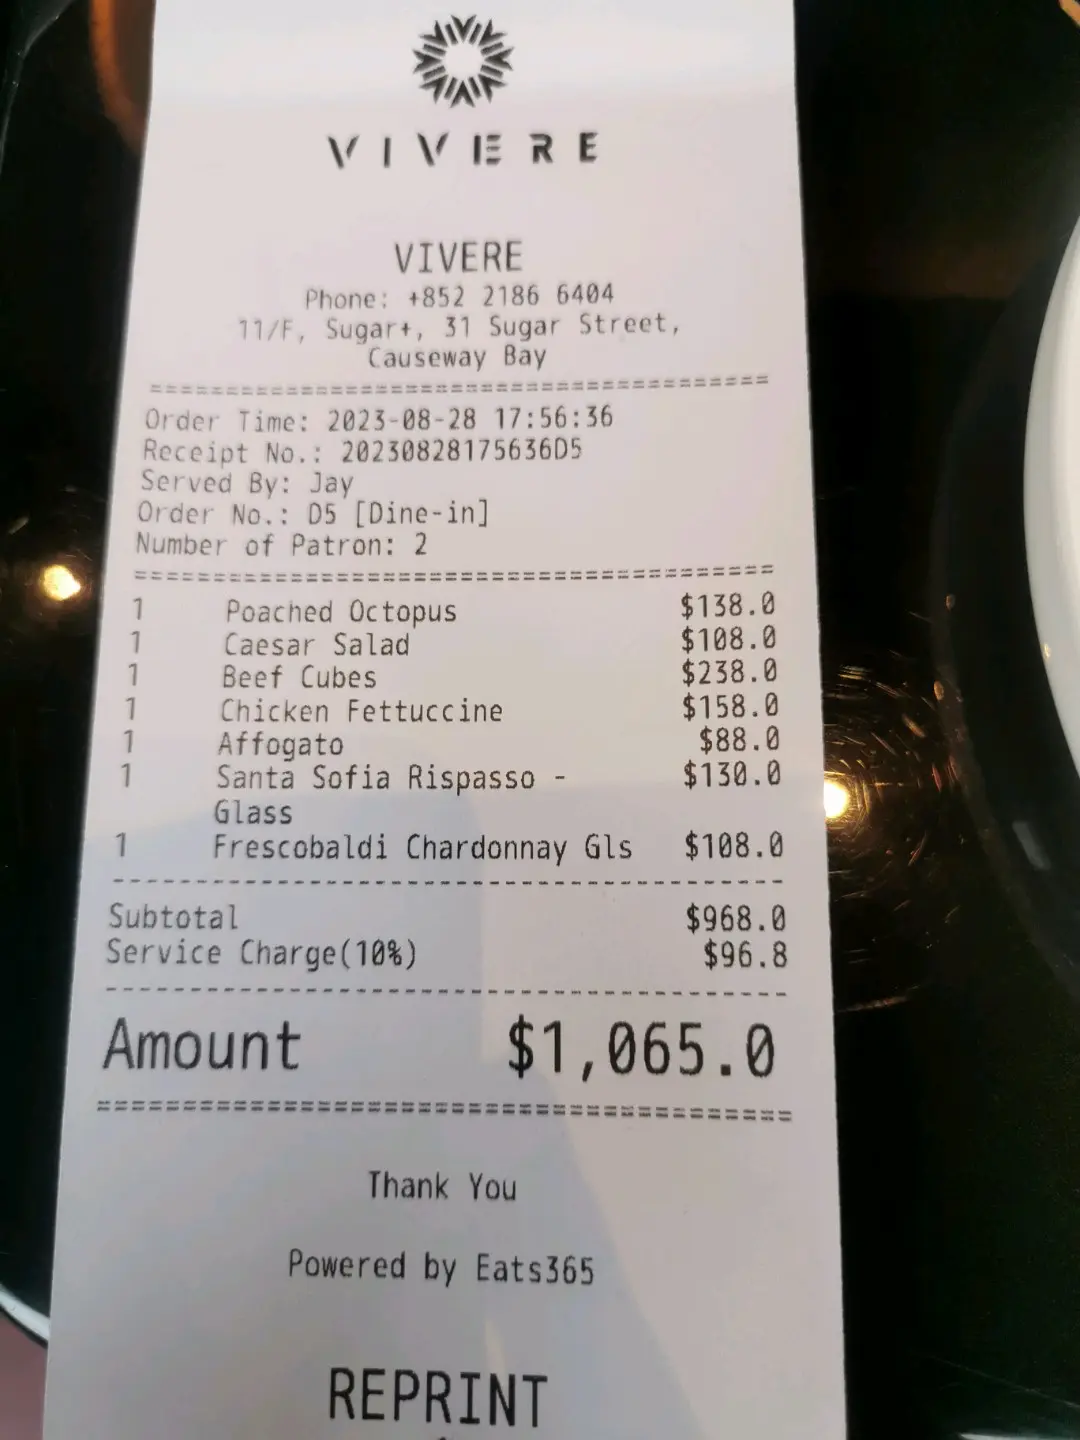 VIVERE
VIVERE
Phone: +852 2186 6404
11/F, Sugar+, 31 Sugar Street,
Causeway Bay
========================================
Order Time: 2023-08-28 17:56:36
Receipt No.: 20230828175636D5
Served By: Jay
Order No.: D5 [Dine-in]
Number of Patron: 2
========================================
1 Poached Octopus $138.0
1 Caesar Salad $108.0
1 Beef Cubes $238.0
1 Chicken Fettuccine $158.0
1 Affogato $88.0
1 Santa Sofia Rispasso - $130.0
Glass
1 Frescobaldi Chardonnay Gls $108.0
----------------------------------------
Subtotal $968.0
Service Charge(10%) $96.8
----------------------------------------
Amount $1,065.0
========================================
Thank You
Powered by Eats365
REPRINT